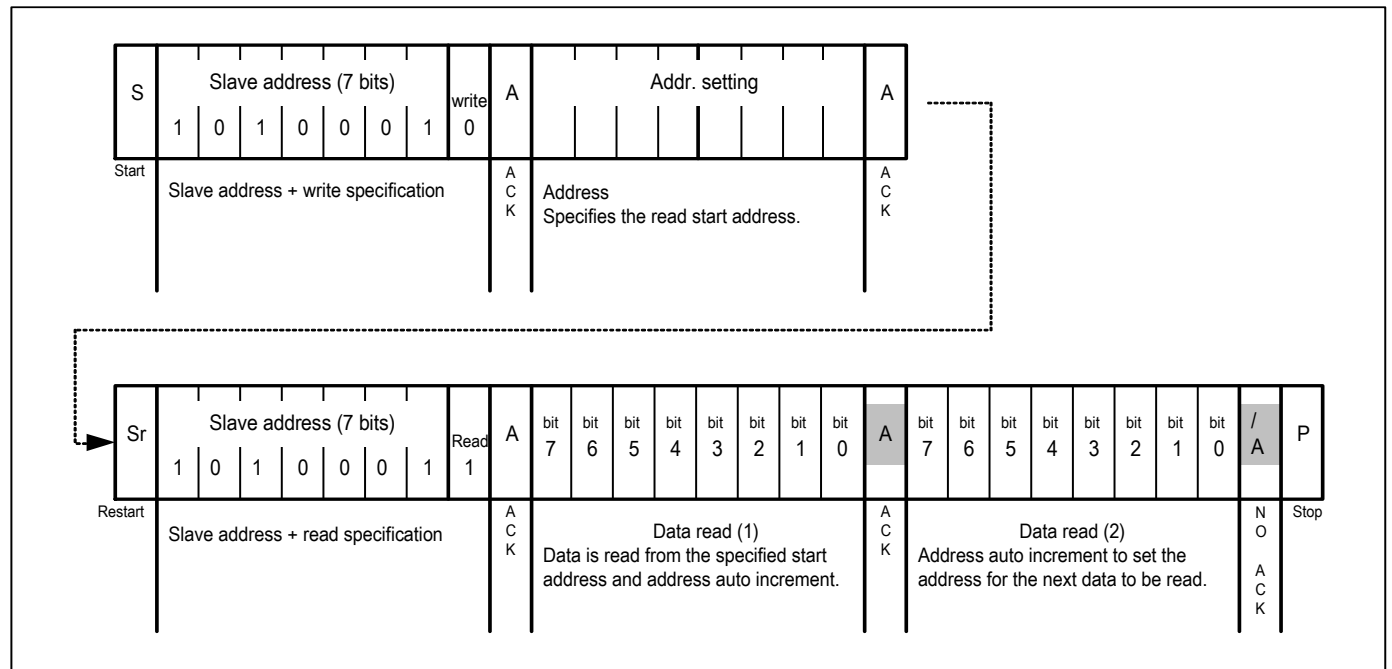 S Slave address (7 bits) write A Addr. setting A
1 0 1 0 0 0 1 0
Start
Slave address + write specification
A C K
Address
Specifies the read start address.
A C K
Sr Slave address (7 bits) Read A bit 7 bit 6 bit 5 bit 4 bit 3 bit 2 bit 1 bit 0 A bit 7 bit 6 bit 5 bit 4 bit 3 bit 2 bit 1 bit 0 / A P
1 0 1 0 0 0 1 1
Restart
Slave address + read specification
A C K
Data read (1)
Data is read from the specified start
address and address auto increment.
A C K
Data read (2)
Address auto increment to set the
address for the next data to be read.
N O A C K
Stop